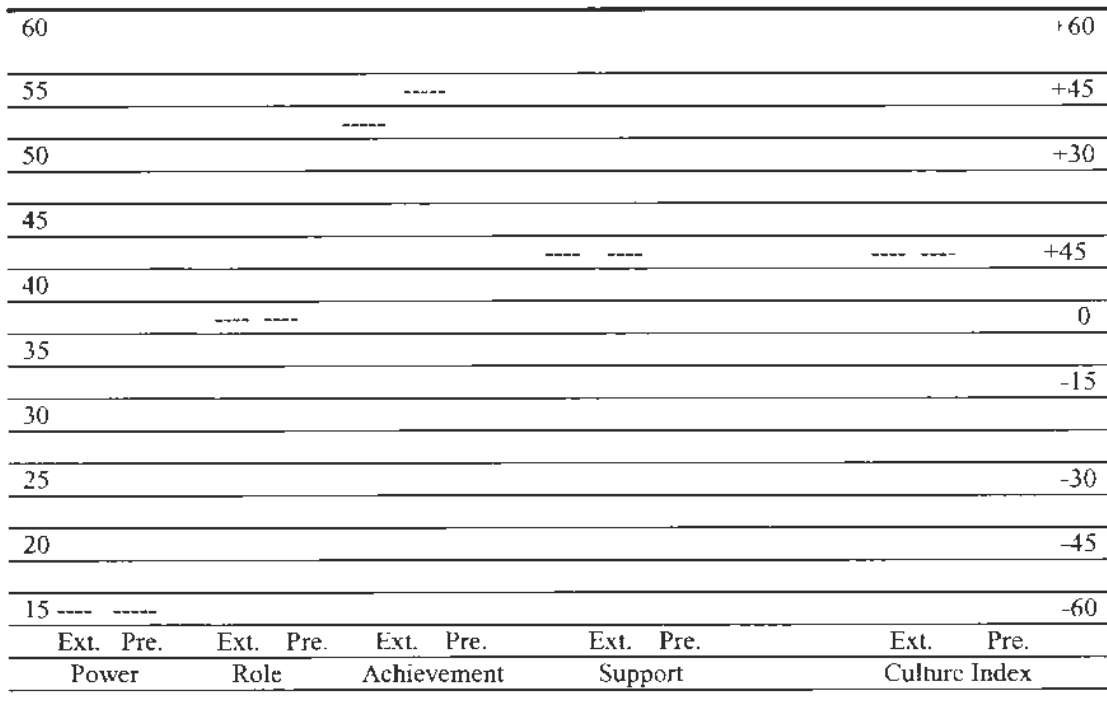 60 +60
55 ----- +45
-----
50 +30
45
---- ---- ---- ---- +45
40
---- ---- 0
35
-15
30
25 -30
20 -45
15 ---- ----- -60
Ext. Pre. Ext. Pre. Ext. Pre. Ext. Pre. Ext. Pre.
Power Role Achievement Support Culture Index